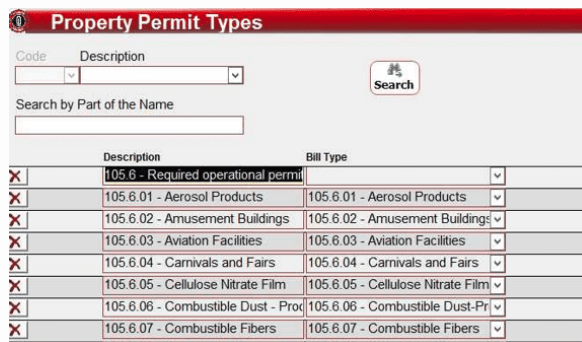 Property Permit Types
Code Description
Search
Search by Part of the Name
Description Bill Type
105.6 - Required operational permit
105.6.01 - Aerosol Products 105.6.01 - Aerosol Products
105.6.02 - Amusement Buildings 105.6.02 - Amusement Buildings
105.6.03 - Aviation Facilities 105.6.03 - Aviation Facilities
105.6.04 - Carnivals and Fairs 105.6.04 - Carnivals and Fairs
105.6.05 - Cellulose Nitrate Film 105.6.05 - Cellulose Nitrate Film
105.6.06 - Combustible Dust - Prod 105.6.06 - Combustible Dust-Pr
105.6.07 - Combustible Fibers 105.6.07 - Combustible Fibers